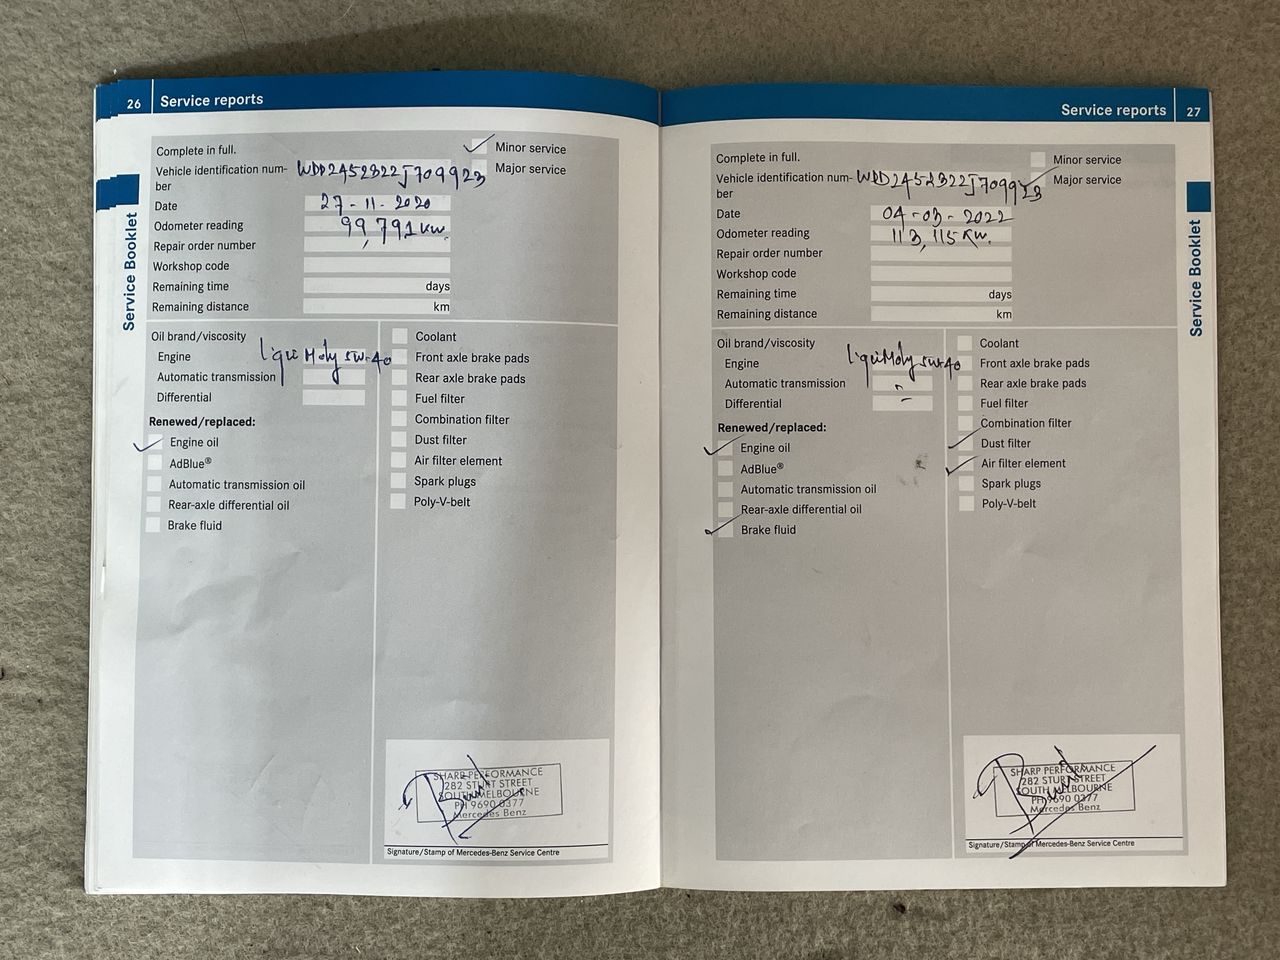 26 Service reports
Complete in full.
Minor service
Vehicle identification num-
ber
WDD2452322J709923
Major service
Date 27-11-2020
Odometer reading 99,791 km.
Repair order number
Workshop code
Remaining time days
Remaining distance km
Service Booklet
Oil brand/viscosity
Engine Liqui Moly 5w-40
Automatic transmission
Differential
Renewed/replaced:
Engine oil
AdBlue®
Automatic transmission oil
Rear-axle differential oil
Brake fluid
Coolant
Front axle brake pads
Rear axle brake pads
Fuel filter
Combination filter
Dust filter
Air filter element
Spark plugs
Poly-V-belt
SHARP PERFORMANCE
282 STURT STREET
SOUTH MELBOURNE
PH 9690 0377
Mercedes Benz
Signature/Stamp of Mercedes-Benz Service Centre
Service reports 27
Complete in full.
Minor service
Vehicle identification num-
ber
WDD2452322J709923
Major service
Date 04-03-2022
Odometer reading 113,115 km.
Repair order number
Workshop code
Remaining time days
Remaining distance km
Service Booklet
Oil brand/viscosity
Engine Liqui Moly 5w-40
Automatic transmission -
Differential -
Renewed/replaced:
Engine oil
AdBlue®
Automatic transmission oil
Rear-axle differential oil
Brake fluid
Coolant
Front axle brake pads
Rear axle brake pads
Fuel filter
Combination filter
Dust filter
Air filter element
Spark plugs
Poly-V-belt
SHARP PERFORMANCE
282 STURT STREET
SOUTH MELBOURNE
PH 9690 0377
Mercedes Benz
Signature/Stamp of Mercedes-Benz Service Centre